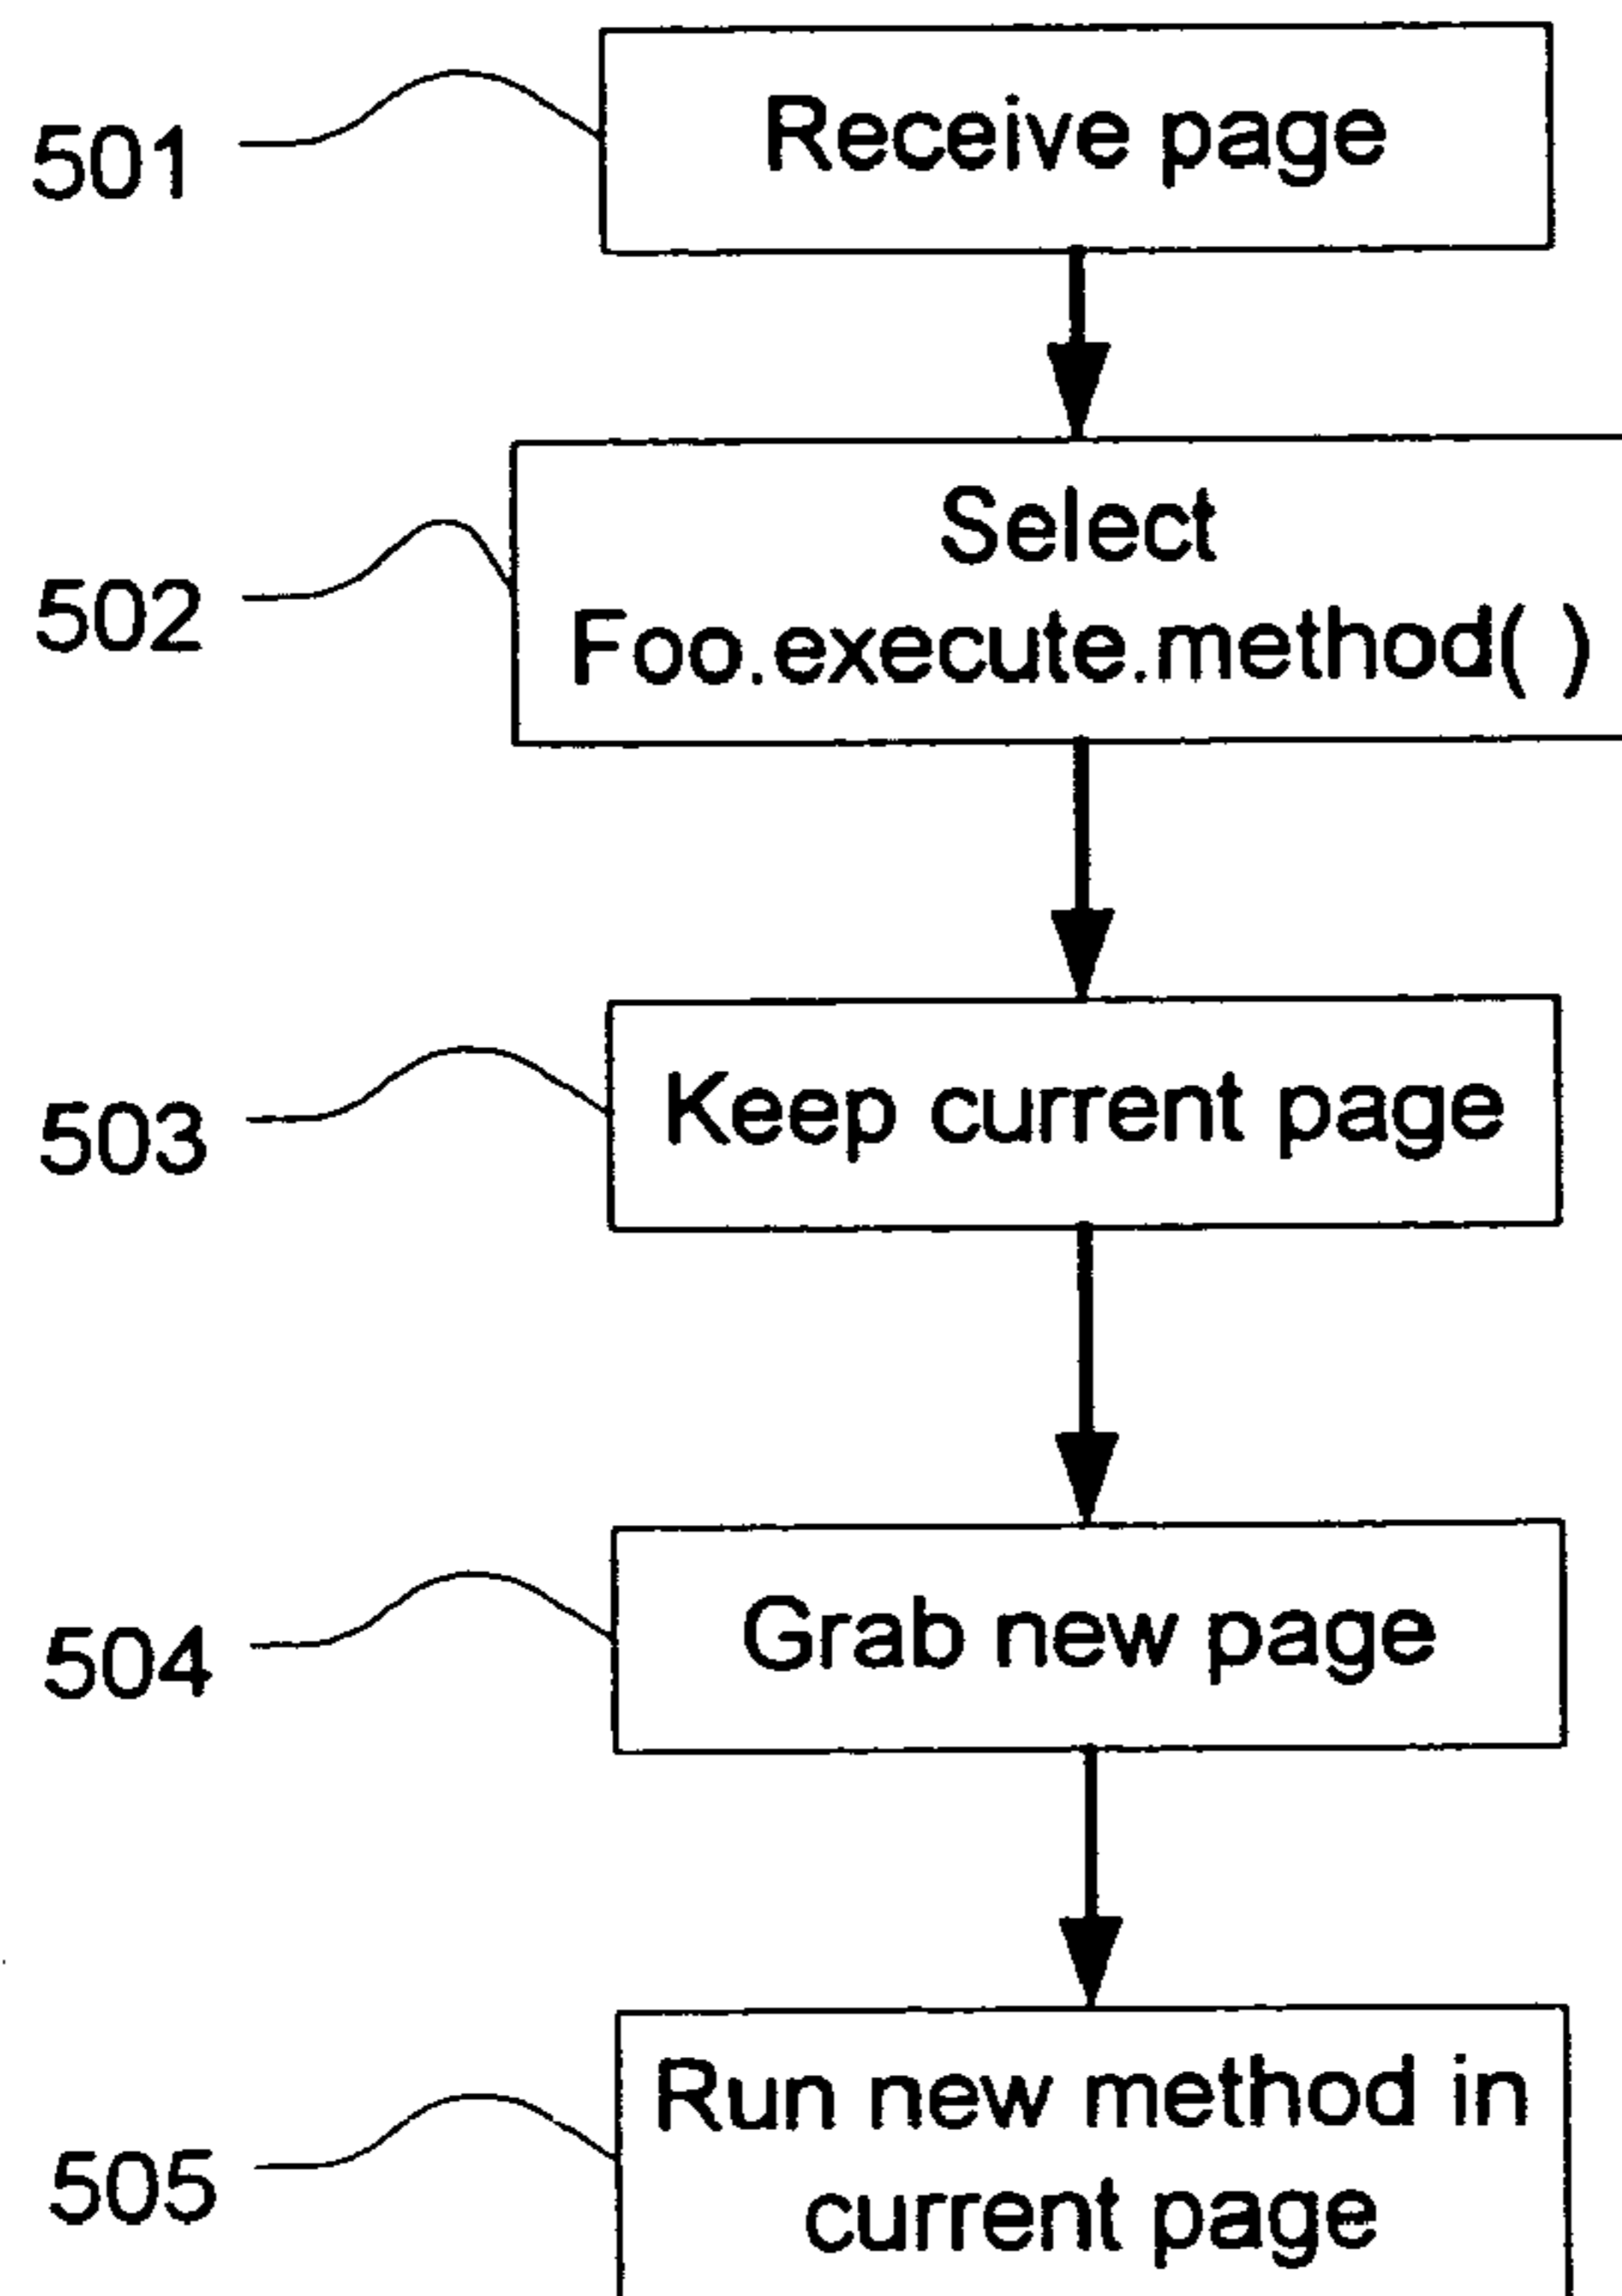 501
Receive page
502
Select
Foo.execute.method( )
503
Keep current page
504
Grab new page
505
Run new method in
current page